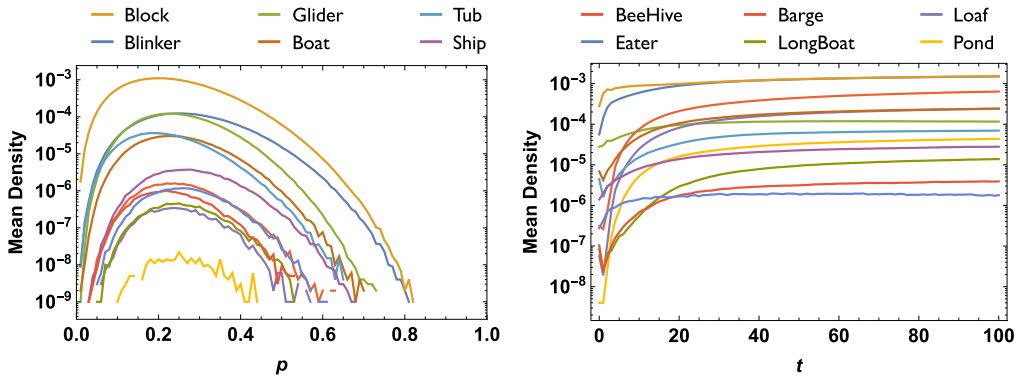 Block Glider Tub
Blinker Boat Ship
Mean Density
10⁻³
10⁻⁴
10⁻⁵
10⁻⁶
10⁻⁷
10⁻⁸
10⁻⁹
0.0 0.2 0.4 0.6 0.8 1.0
p
BeeHive Barge Loaf
Eater LongBoat Pond
Mean Density
10⁻³
10⁻⁴
10⁻⁵
10⁻⁶
10⁻⁷
10⁻⁸
0 20 40 60 80 100
t